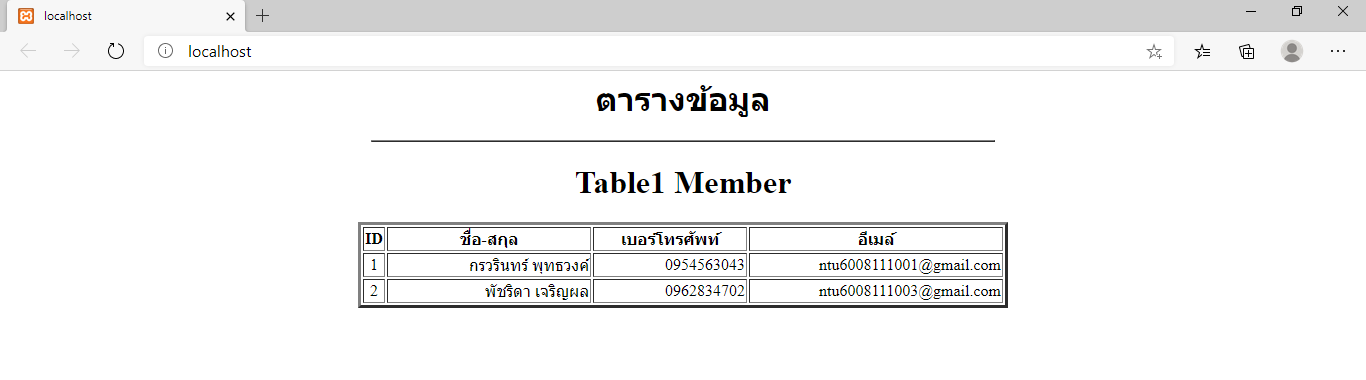 localhost
localhost
ตารางข้อมูล
Table1 Member
ID ชื่อ-สกุล เบอร์โทรศัพท์ อีเมล์
1 กรวรินทร์ พุทธวงค์ 0954563043 ntu6008111001@gmail.com
2 พัชริดา เจริญผล 0962834702 ntu6008111003@gmail.com